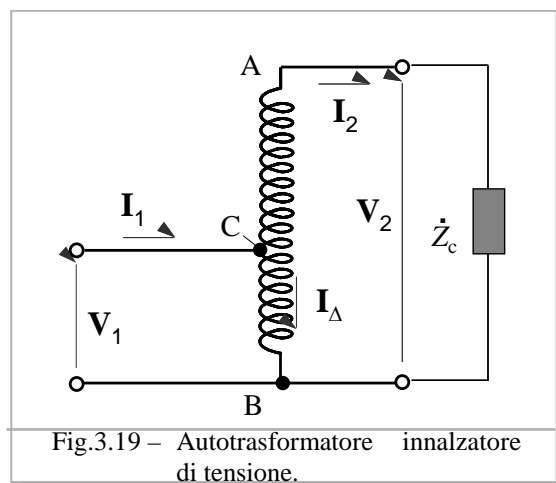 A
I₂
I₁
C
V₂
Żc
V₁
IΔ
B
Fig.3.19 – Autotrasformatore innalzatore
di tensione.